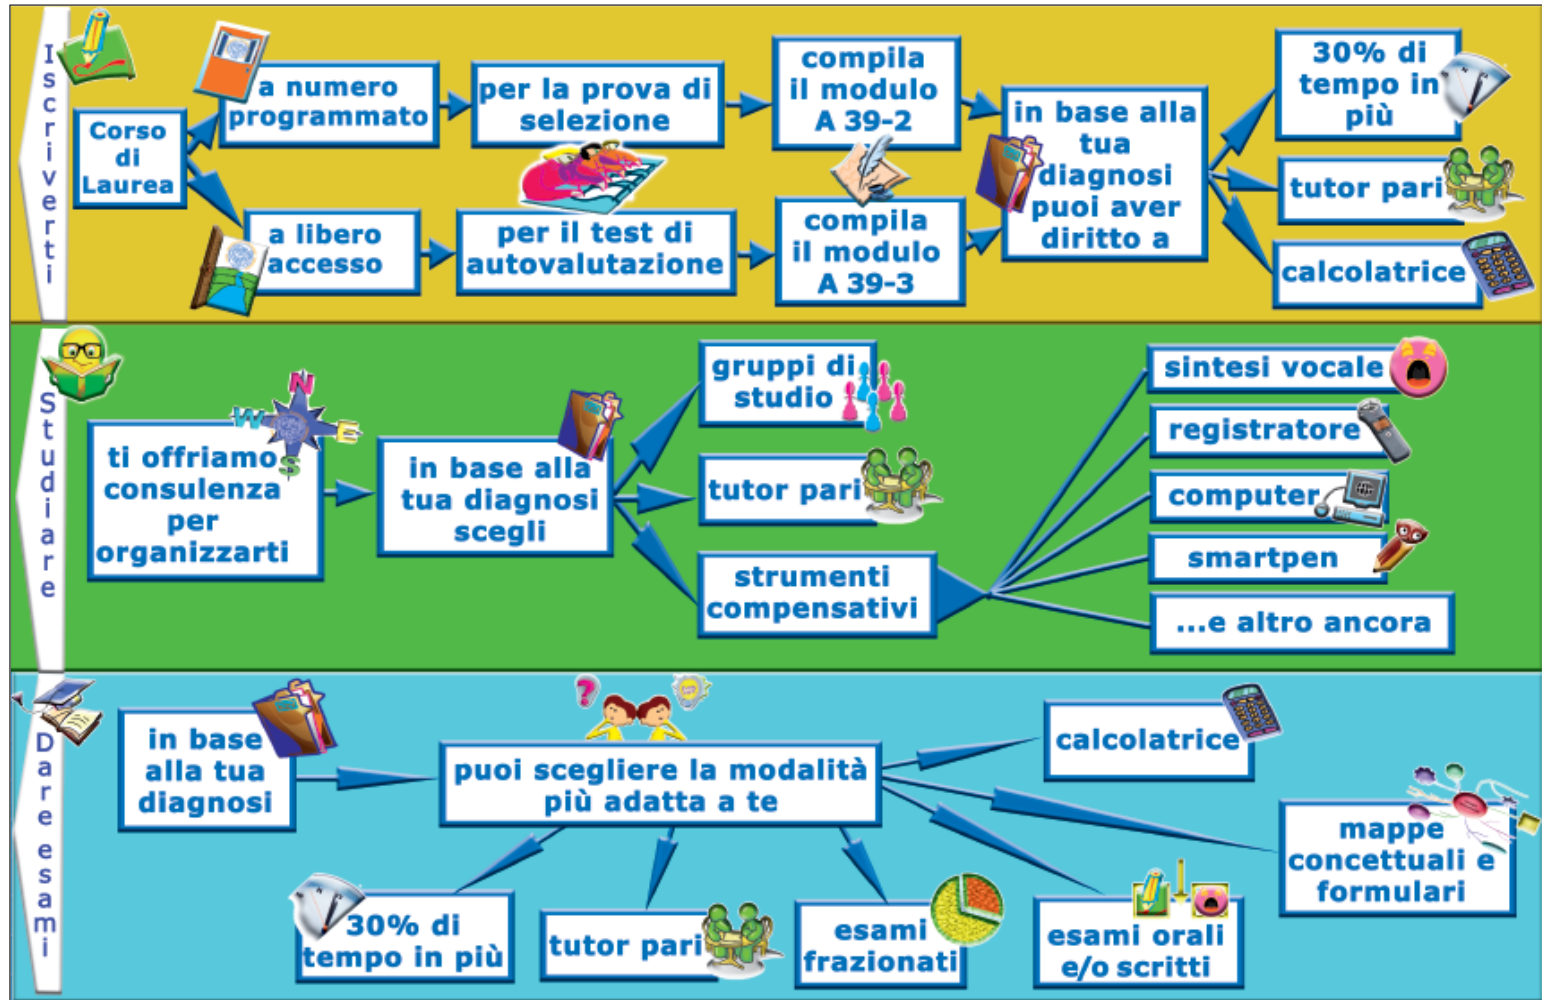 Iscriverti
Corso
di
Laurea
a numero
programmato
per la prova di
selezione
compila
il modulo
A 39-2
a libero
accesso
per il test di
autovalutazione
compila
il modulo
A 39-3
in base alla
tua
diagnosi
puoi aver
diritto a
30% di
tempo in
più
tutor pari
calcolatrice
Studiare
ti offriamo
consulenza
per
organizzarti
N
W
E
S
in base alla
tua diagnosi
scegli
gruppi di
studio
tutor pari
strumenti
compensativi
sintesi vocale
registratore
computer
smartpen
...e altro ancora
Dare esami
in base
alla tua
diagnosi
?
puoi scegliere la modalità
più adatta a te
calcolatrice
mappe
concettuali e
formulari
30% di
tempo in più
tutor pari
esami
frazionati
esami orali
e/o scritti